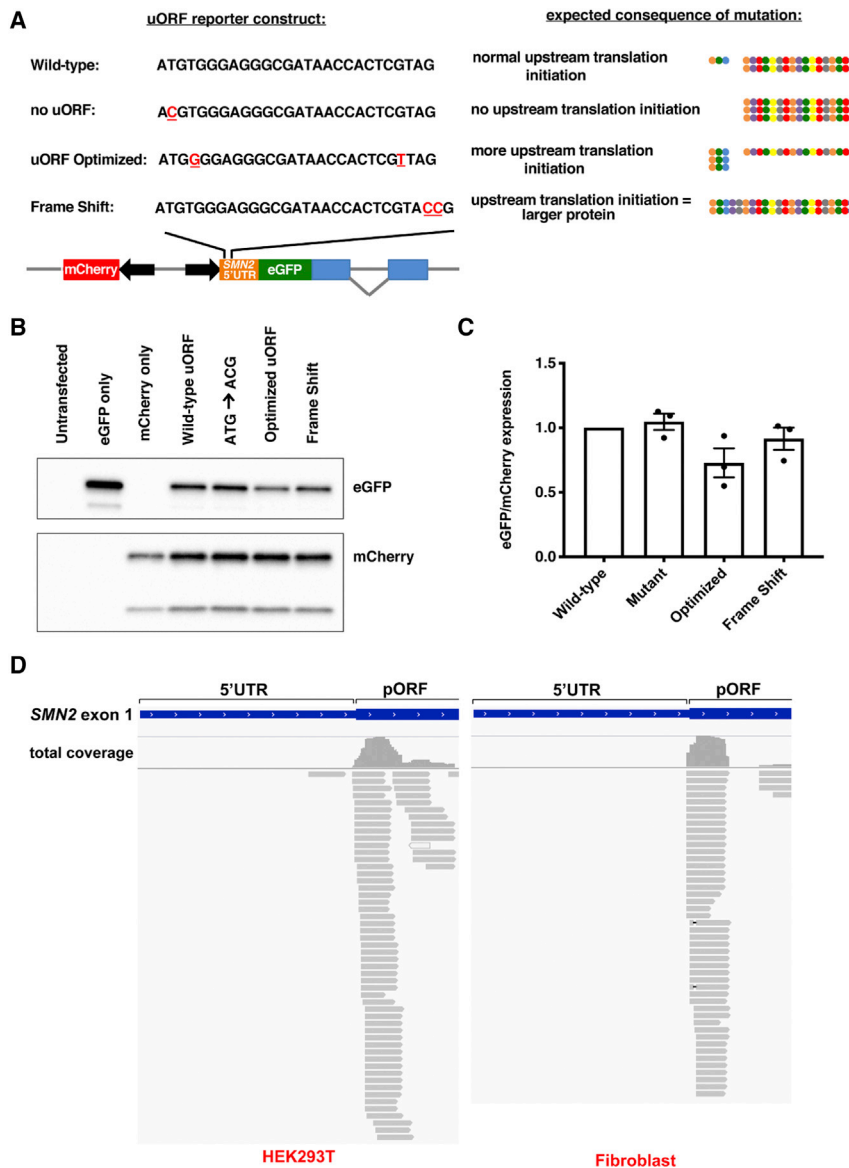 A
uORF reporter construct:
expected consequence of mutation:
Wild-type:
ATGTGGGAGGGCGATAACCACTCGTAG
normal upstream translation
initiation
no uORF:
ACGTGGGAGGGCGATAACCACTCGTAG
no upstream translation initiation
uORF Optimized:
ATGGGGGAGGGCGATAACCACTCGTTAG
more upstream translation
initiation
Frame Shift:
ATGTGGGAGGGCGATAACCACTCGTACCG
upstream translation initiation =
larger protein
mCherry
SMN2
5'UTR
eGFP
B
Untransfected
eGFP only
mCherry only
Wild-type uORF
ATG → ACG
Optimized uORF
Frame Shift
eGFP
mCherry
C
eGFP/mCherry expression
1.5
1.0
0.5
0.0
Wild-type
Mutant
Optimized
Frame Shift
D
5'UTR
pORF
5'UTR
pORF
SMN2 exon 1
total coverage
HEK293T
Fibroblast